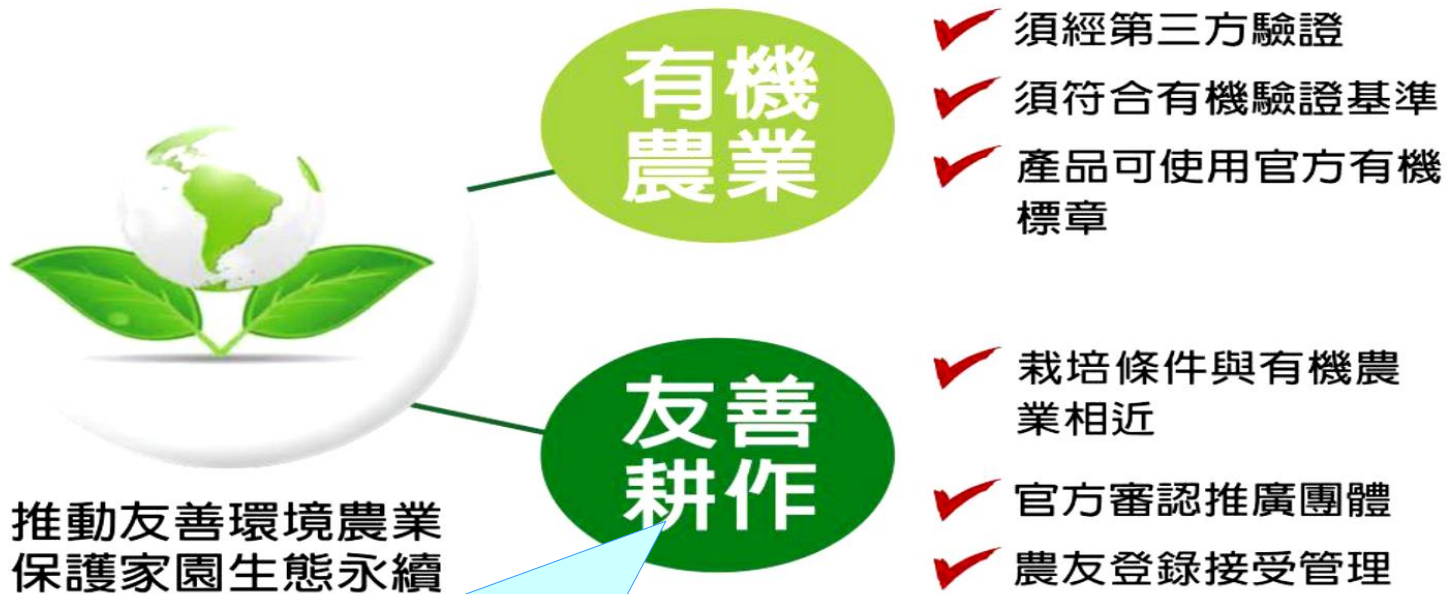 有機
農業
須經第三方驗證
須符合有機驗證基準
產品可使用官方有機
標章
友善
耕作
栽培條件與有機農
業相近
官方審認推廣團體
農友登錄接受管理
推動友善環境農業
保護家園生態永續